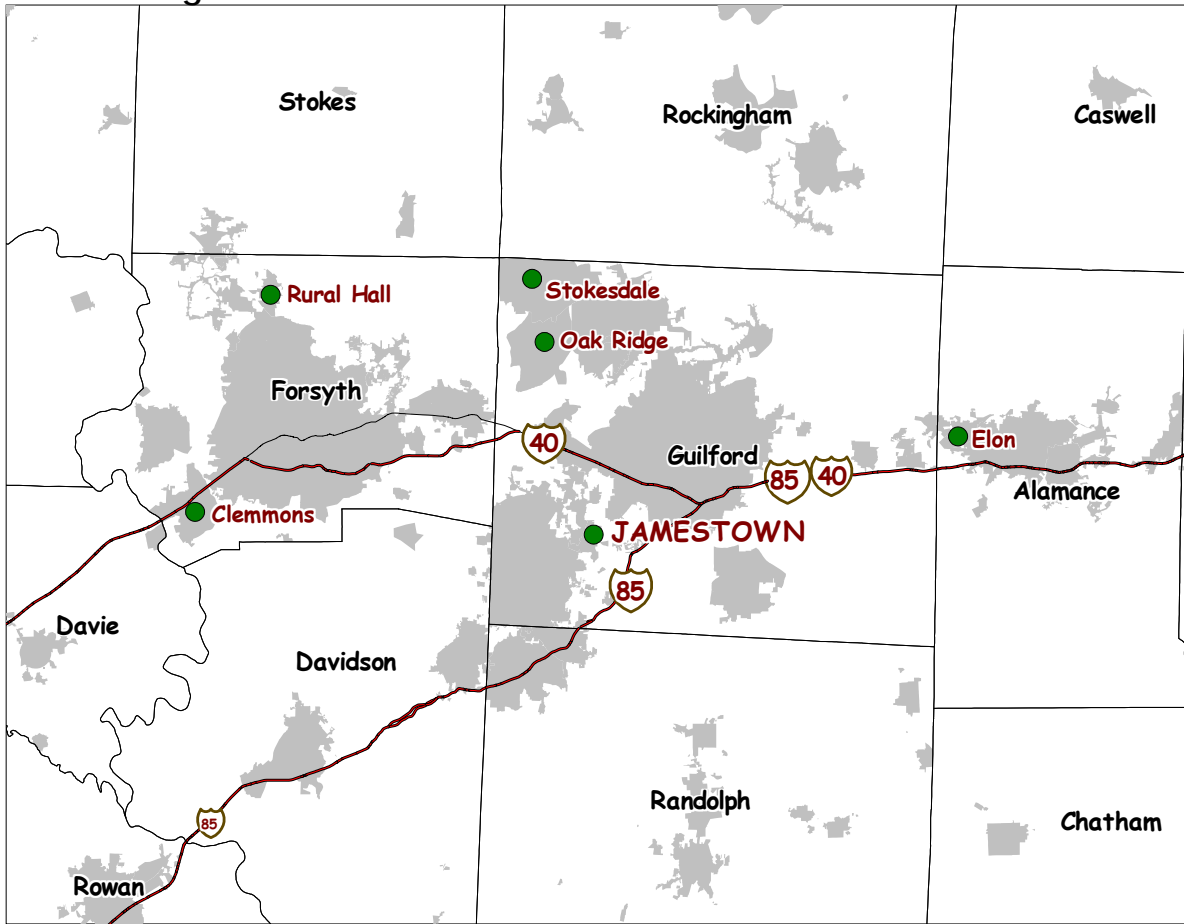 Stokes
Rockingham
Caswell
Rural Hall
Stokesdale
Oak Ridge
Forsyth
40
Guilford
Elon
85
40
Alamance
Clemmons
JAMESTOWN
85
Davie
Davidson
Randolph
85
Chatham
Rowan